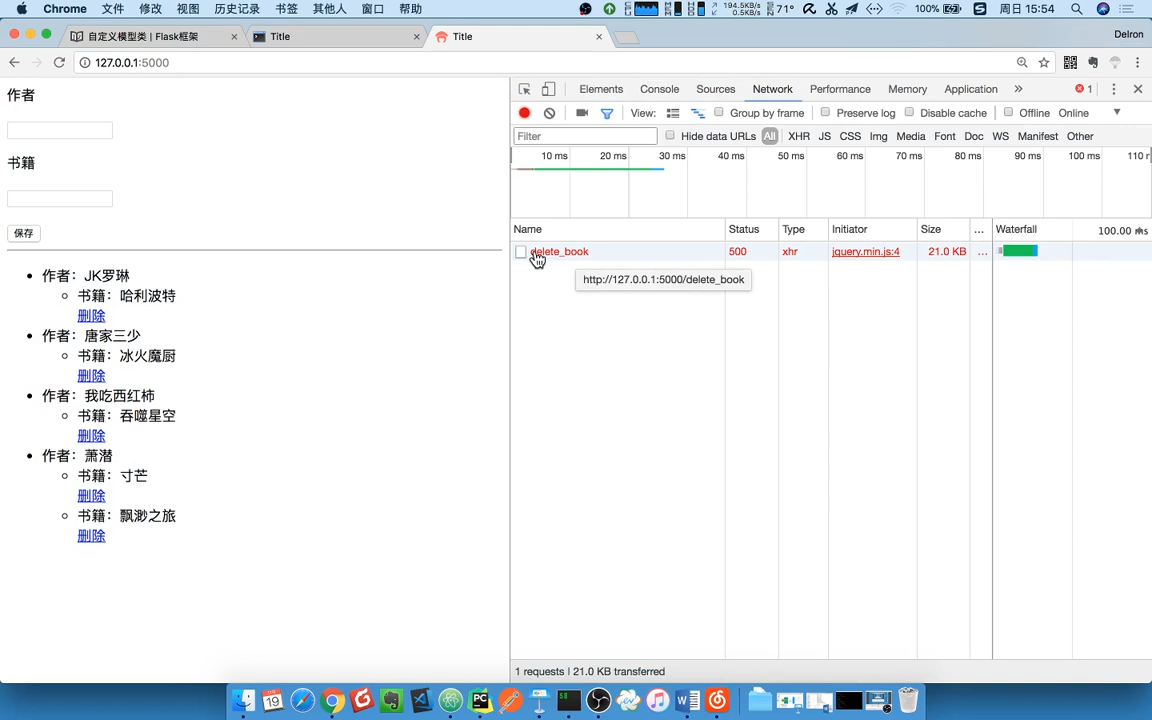 Chrome 文件 修改 视图 历史记录 书签 其他人 窗口 帮助 194.5KB/s 0.5KB/s 71° 100% 周日 15:54
自定义模型类 | Flask框架 × Title × Title × Delron
127.0.0.1:5000
作者
书籍
保存
作者：JK罗琳
书籍：哈利波特
删除
作者：唐家三少
书籍：冰火魔厨
删除
作者：我吃西红柿
书籍：吞噬星空
删除
作者：萧潜
书籍：寸芒
删除
书籍：飘渺之旅
删除
Elements Console Sources Network Performance Memory Application » 1
View: Group by frame Preserve log Disable cache Offline Online
Filter Hide data URLs All XHR JS CSS Img Media Font Doc WS Manifest Other
10 ms 20 ms 30 ms 40 ms 50 ms 60 ms 70 ms 80 ms 90 ms 100 ms 110 r
Name Status Type Initiator Size ... Waterfall 100.00 ms
delete_book 500 xhr jquery.min.js:4 21.0 KB ...
http://127.0.0.1:5000/delete_book
1 requests | 21.0 KB transferred
19